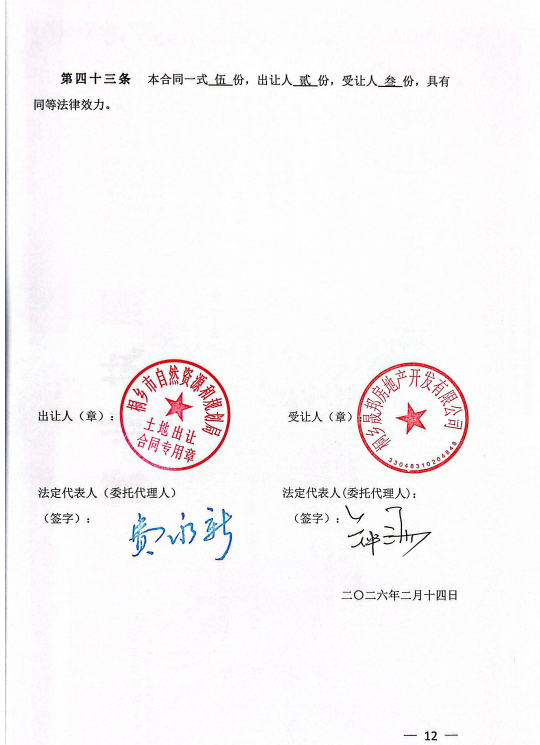 第四十三条 本合同一式 伍 份，出让人 贰 份，受让人 叁 份，具有
同等法律效力。
出让人（章）：
桐乡市自然资源和规划局
土地出让
合同专用章
受让人（章）：
桐乡晟邦房地产开发有限公司
33048310204848
法定代表人（委托代理人）
（签字）：
法定代表人(委托代理人)：
（签字）：
二〇二六年二月十四日
— 12 —